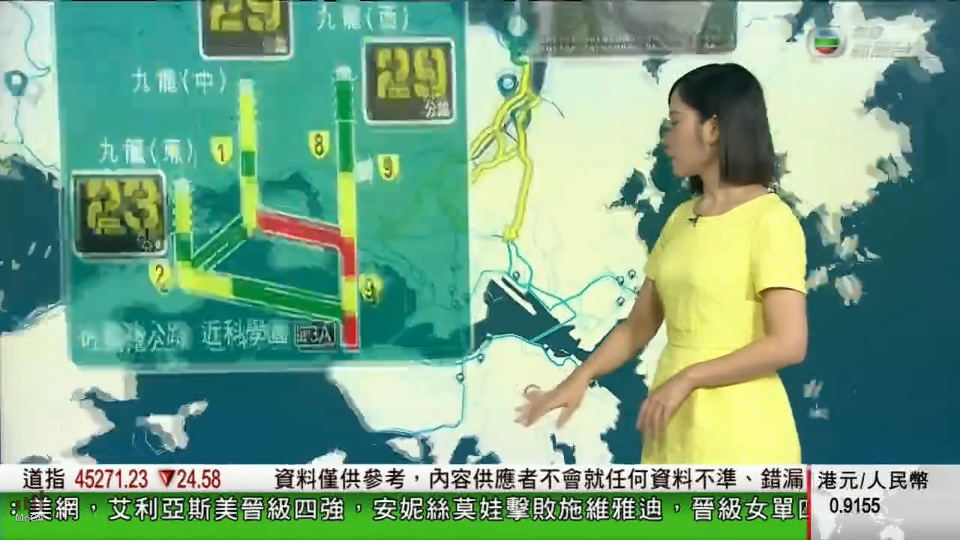 29
九龍(西)
29
分鐘
九龍(中)
九龍(東)
23
1
8
9
2
近科學園
道指 45271.23 ▼24.58
資料僅供參考，內容供應者不會就任何資料不準、錯漏
港元/人民幣
0.9155
美網，艾利亞斯美晉級四強，安妮絲莫娃擊敗施維雅迪，晉級女單